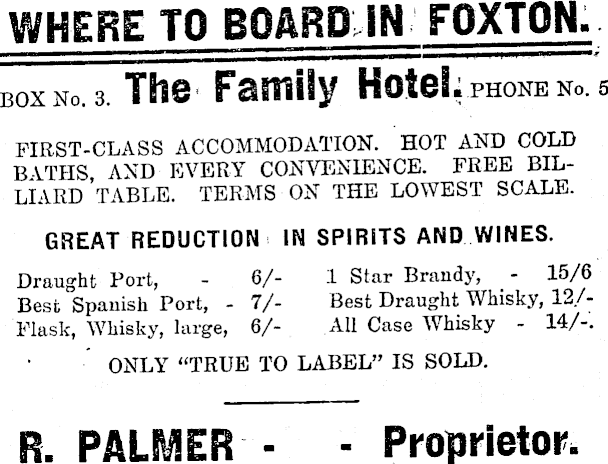 WHERE TO BOARD IN FOXTON.
BOX No. 3. The Family Hotel. PHONE No. 5
FIRST-CLASS ACCOMMODATION. HOT AND COLD
BATHS, AND EVERY CONVENIENCE. FREE BIL-
LIARD TABLE. TERMS ON THE LOWEST SCALE.
GREAT REDUCTION IN SPIRITS AND WINES.
Draught Port, - 6/- 1 Star Brandy, - 15/6
Best Spanish Port, - 7/- Best Draught Whisky, 12/-
Flask, Whisky, large, 6/- All Case Whisky - 14/-.
ONLY “TRUE TO LABEL” IS SOLD.
R. PALMER - - Proprietor.